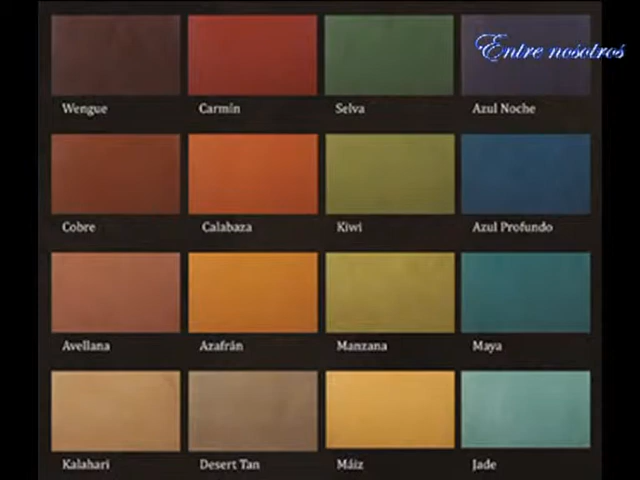 Entre nosotros
Wengue
Carmín
Selva
Azul Noche
Cobre
Calabaza
Kiwi
Azul Profundo
Avellana
Azafrán
Manzana
Maya
Kalahari
Desert Tan
Máiz
Jade